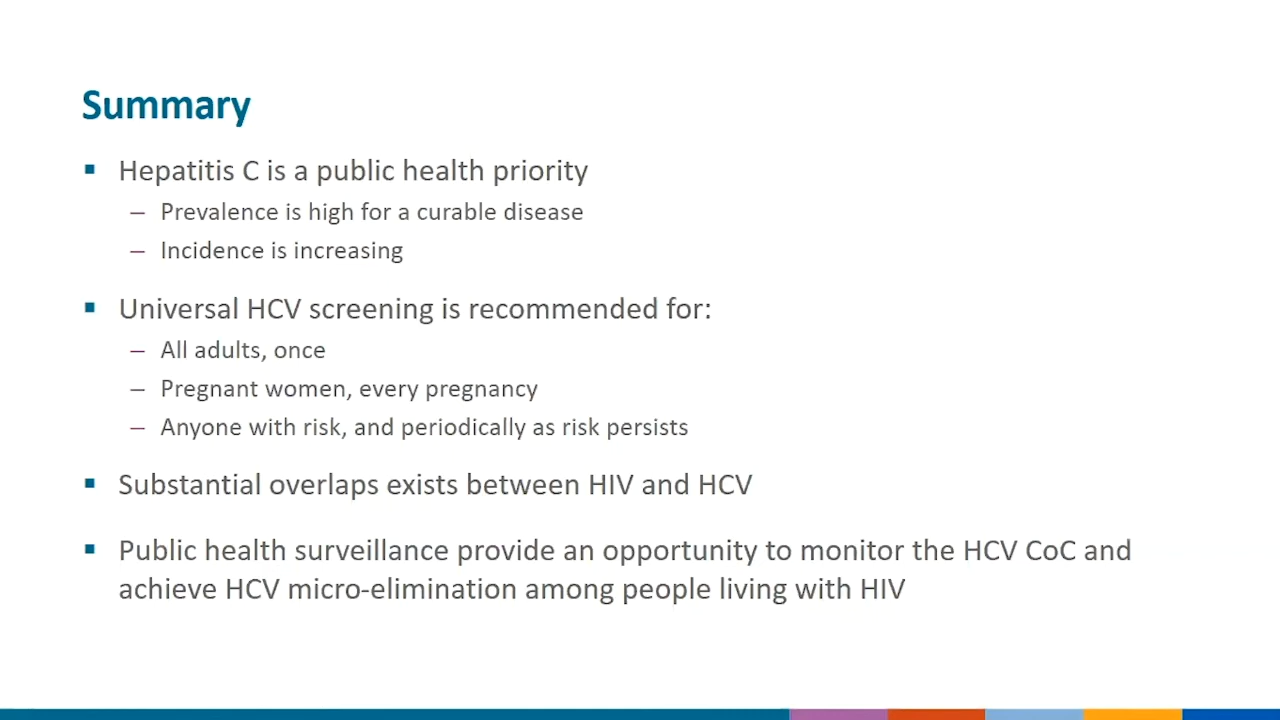 Summary
Hepatitis C is a public health priority
– Prevalence is high for a curable disease
– Incidence is increasing
Universal HCV screening is recommended for:
– All adults, once
– Pregnant women, every pregnancy
– Anyone with risk, and periodically as risk persists
Substantial overlaps exists between HIV and HCV
Public health surveillance provide an opportunity to monitor the HCV CoC and
achieve HCV micro-elimination among people living with HIV